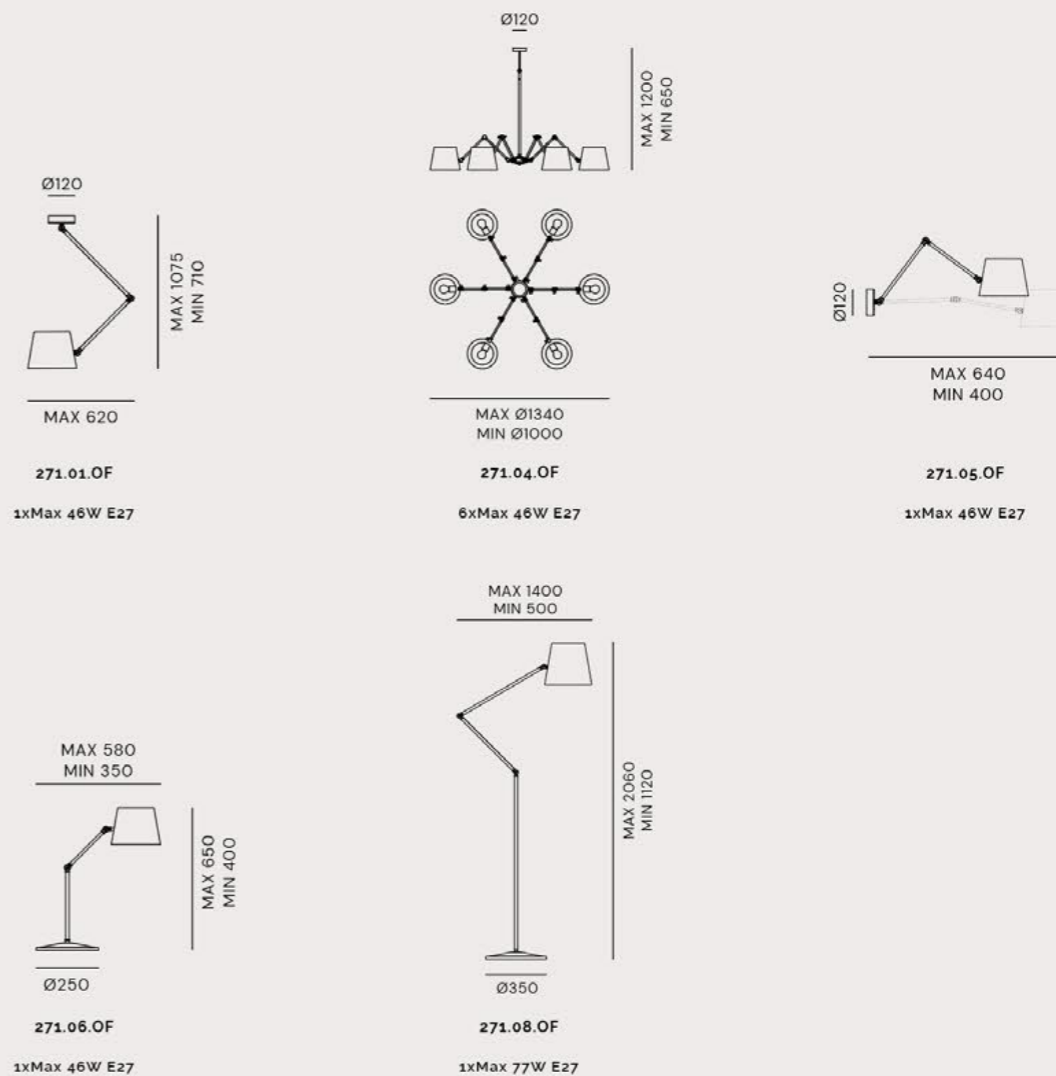 Ø120
MAX 1200
MIN 650
Ø120
MAX 1075
MIN 710
MAX 620
271.01.OF
1xMax 46W E27
MAX Ø1340
MIN Ø1000
271.04.OF
6xMax 46W E27
Ø120
MAX 640
MIN 400
271.05.OF
1xMax 46W E27
MAX 580
MIN 350
MAX 650
MIN 400
Ø250
271.06.OF
1xMax 46W E27
MAX 1400
MIN 500
MAX 2060
MIN 1120
Ø350
271.08.OF
1xMax 77W E27